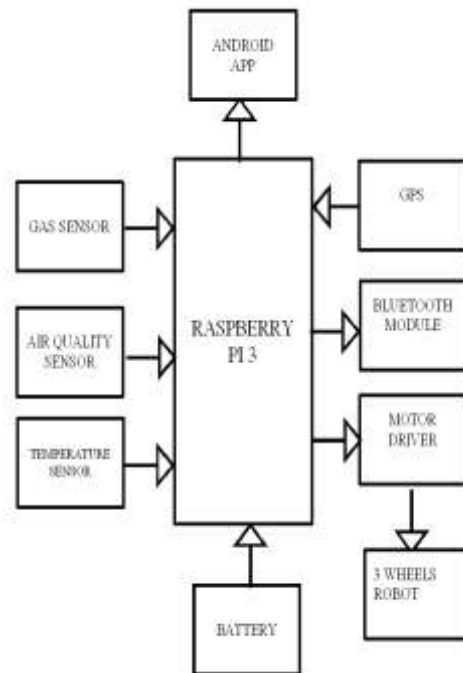 ANDROID
APP
GAS SENSOR
GPS
AIR QUALITY
SENSOR
RASPBERRY
PI 3
BLUETOOTH
MODULE
TEMPERATURE
SENSOR
MOTOR
DRIVER
BATTERY
3 WHEELS
ROBOT